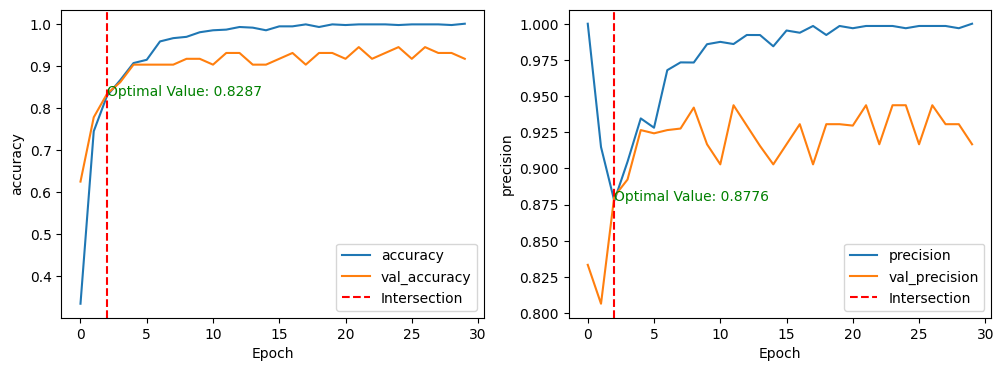 1.0
0.9
0.8
0.7
0.6
0.5
0.4
accuracy
Optimal Value: 0.8287
accuracy
val_accuracy
Intersection
0 5 10 15 20 25 30
Epoch
1.000
0.975
0.950
0.925
0.900
0.875
0.850
0.825
0.800
precision
Optimal Value: 0.8776
precision
val_precision
Intersection
0 5 10 15 20 25 30
Epoch